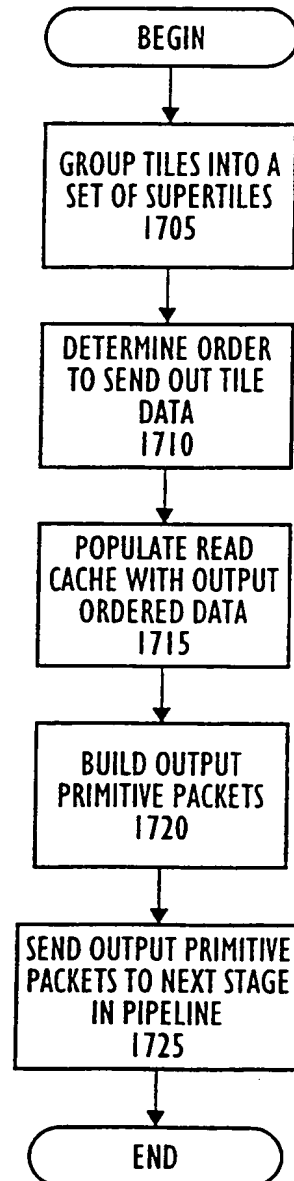 BEGIN
GROUP TILES INTO A
SET OF SUPERTILES
1705
DETERMINE ORDER
TO SEND OUT TILE
DATA
1710
POPULATE READ
CACHE WITH OUTPUT
ORDERED DATA
1715
BUILD OUTPUT
PRIMITIVE PACKETS
1720
SEND OUTPUT PRIMITIVE
PACKETS TO NEXT STAGE
IN PIPELINE
1725
END